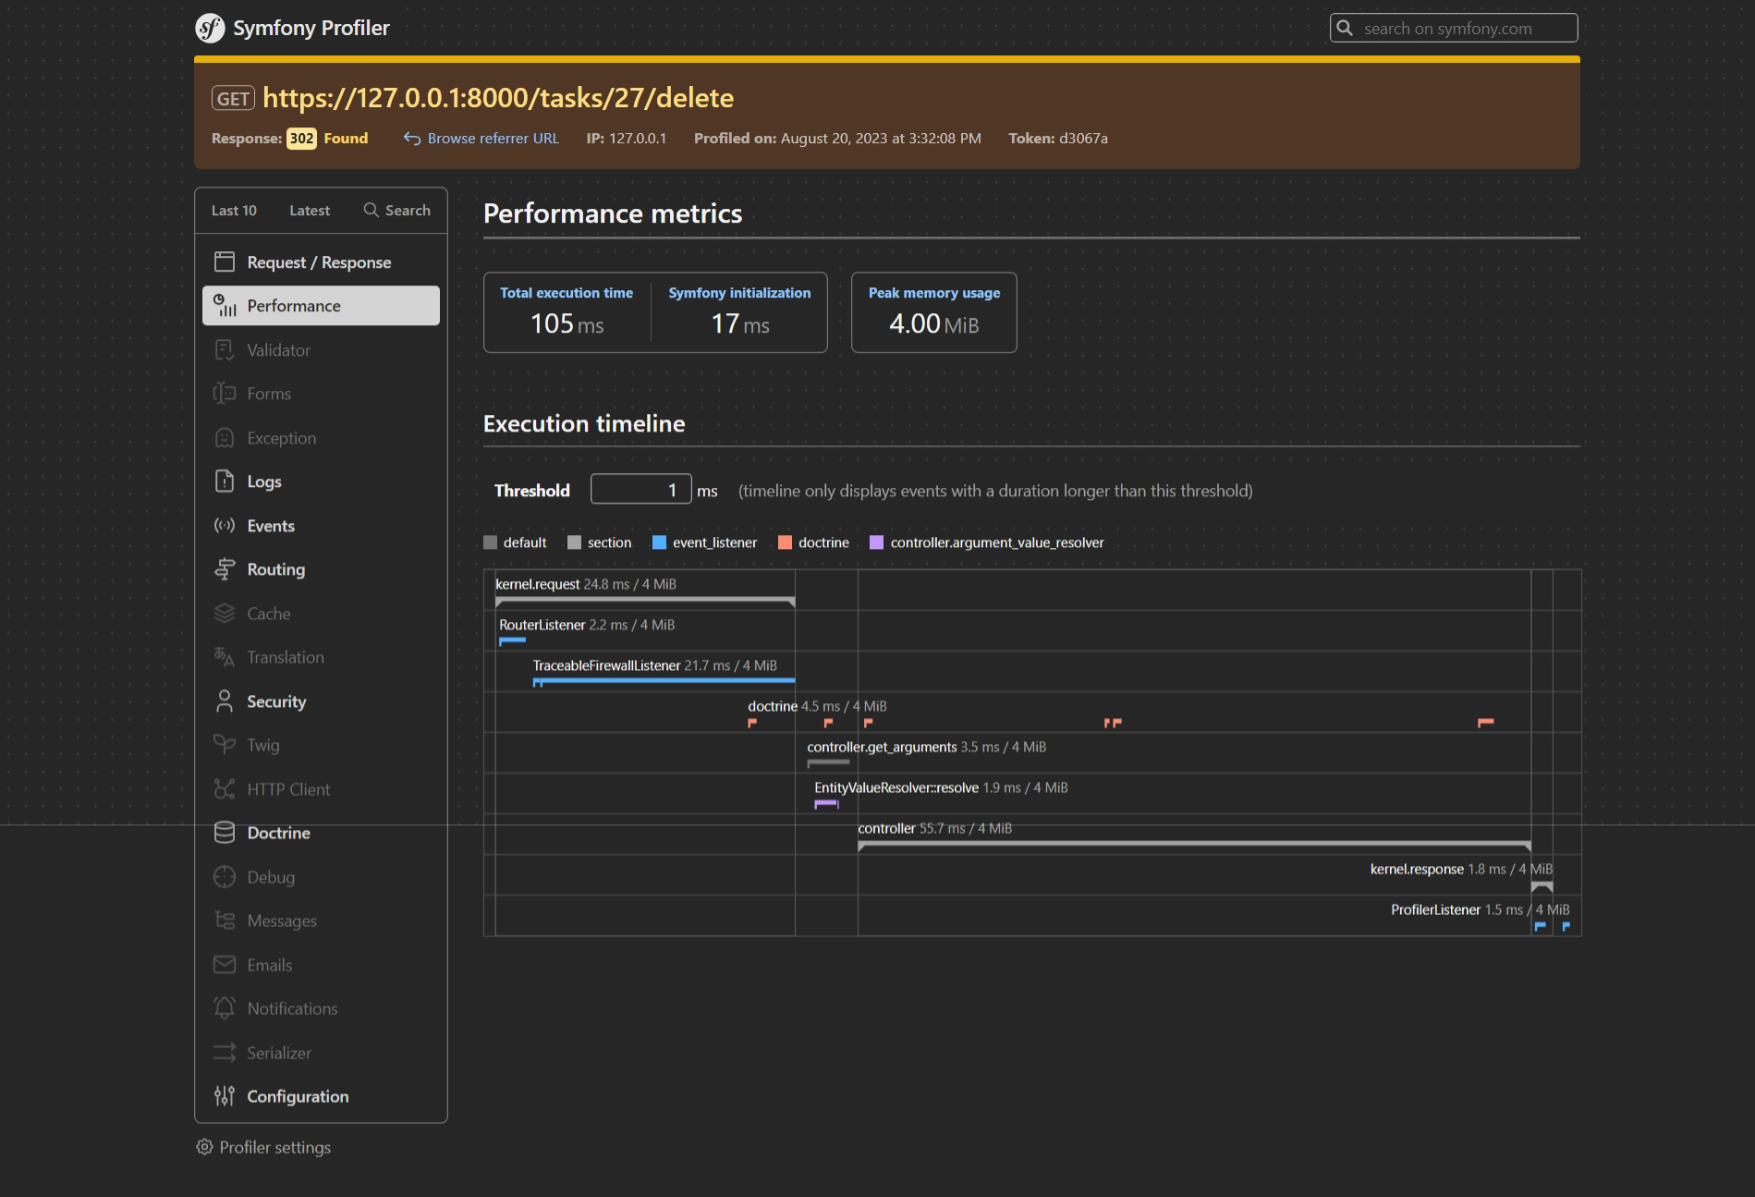 Symfony Profiler
search on symfony.com
GET https://127.0.0.1:8000/tasks/27/delete
Response: 302 Found Browse referrer URL IP: 127.0.0.1 Profiled on: August 20, 2023 at 3:32:08 PM Token: d3067a
Last 10 Latest Search
Request / Response
Performance
Validator
Forms
Exception
Logs
Events
Routing
Cache
Translation
Security
Twig
HTTP Client
Doctrine
Debug
Messages
Emails
Notifications
Serializer
Configuration
Profiler settings
Performance metrics
Total execution time Symfony initialization Peak memory usage
105 ms 17 ms 4.00 MiB
Execution timeline
Threshold 1 ms (timeline only displays events with a duration longer than this threshold)
default section event_listener doctrine controller.argument_value_resolver
kernel.request 24.8 ms / 4 MiB
RouterListener 2.2 ms / 4 MiB
TraceableFirewallListener 21.7 ms / 4 MiB
doctrine 4.5 ms / 4 MiB
controller.get_arguments 3.5 ms / 4 MiB
EntityValueResolver::resolve 1.9 ms / 4 MiB
controller 55.7 ms / 4 MiB
kernel.response 1.8 ms / 4 MiB
ProfilerListener 1.5 ms / 4 MiB